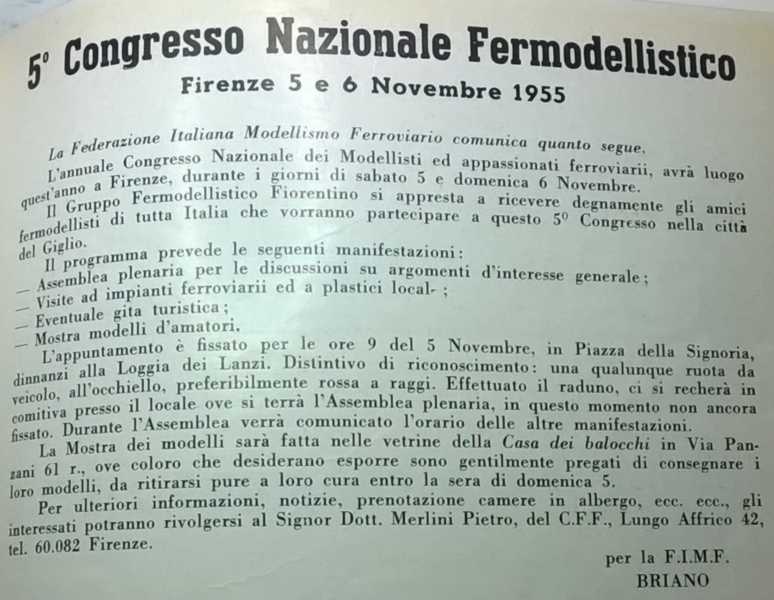 5° Congresso Nazionale Fermodellistico
Firenze 5 e 6 Novembre 1955
La Federazione Italiana Modellismo Ferroviario comunica quanto segue.
L'annuale Congresso Nazionale dei Modellisti ed appassionati ferroviarii, avrà luogo
quest'anno a Firenze, durante i giorni di sabato 5 e domenica 6 Novembre.
Il Gruppo Fermodellistico Fiorentino si appresta a ricevere degnamente gli amici
fermodellisti di tutta Italia che vorranno partecipare a questo 5° Congresso nella città
del Giglio.
Il programma prevede le seguenti manifestazioni:
— Assemblea plenaria per le discussioni su argomenti d'interesse generale;
— Visite ad impianti ferroviarii ed a plastici local- ;
— Eventuale gita turistica;
— Mostra modelli d'amatori.
L'appuntamento è fissato per le ore 9 del 5 Novembre, in Piazza della Signoria,
dinnanzi alla Loggia dei Lanzi. Distintivo di riconoscimento: una qualunque ruota da
veicolo, all'occhiello, preferibilmente rossa a raggi. Effettuato il raduno, ci si recherà in
comitiva presso il locale ove si terrà l'Assemblea plenaria, in questo momento non ancora
fissato. Durante l'Assemblea verrà comunicato l'orario delle altre manifestazioni.
La Mostra dei modelli sarà fatta nelle vetrine della Casa dei balocchi in Via Pan-
zani 61 r., ove coloro che desiderano esporre sono gentilmente pregati di consegnare i
loro modelli, da ritirarsi pure a loro cura entro la sera di domenica 5.
Per ulteriori informazioni, notizie, prenotazione camere in albergo, ecc. ecc., gli
interessati potranno rivolgersi al Signor Dott. Merlini Pietro, del C.F.F., Lungo Affrico 42,
tel. 60.082 Firenze.
per la F.I.M.F.
BRIANO